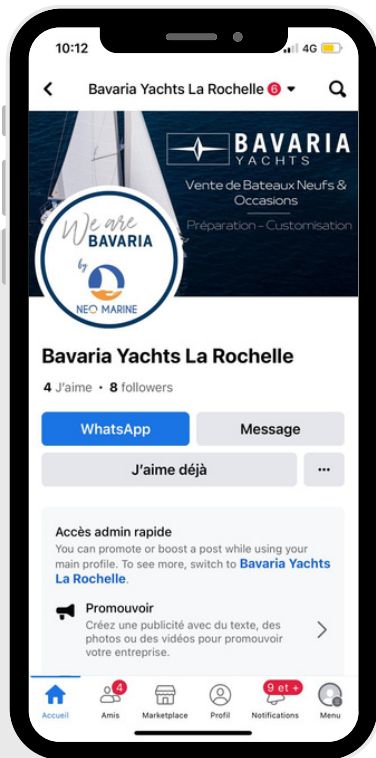 10:12
4G
Bavaria Yachts La Rochelle 6
BAVARIA
YACHTS
Vente de Bateaux Neufs &
Occasions
Préparation - Customisation
We are
BAVARIA
by
NEO MARINE
Bavaria Yachts La Rochelle
4 J'aime • 8 followers
WhatsApp
Message
J'aime déjà
...
Accès admin rapide
You can promote or boost a post while using your
main profile. To see more, switch to Bavaria Yachts
La Rochelle.
Promouvoir
Créez une publicité avec du texte, des
photos ou des vidéos pour promouvoir
votre entreprise.
4
9 et +
Accueil
Amis
Marketplace
Profil
Notifications
Menu